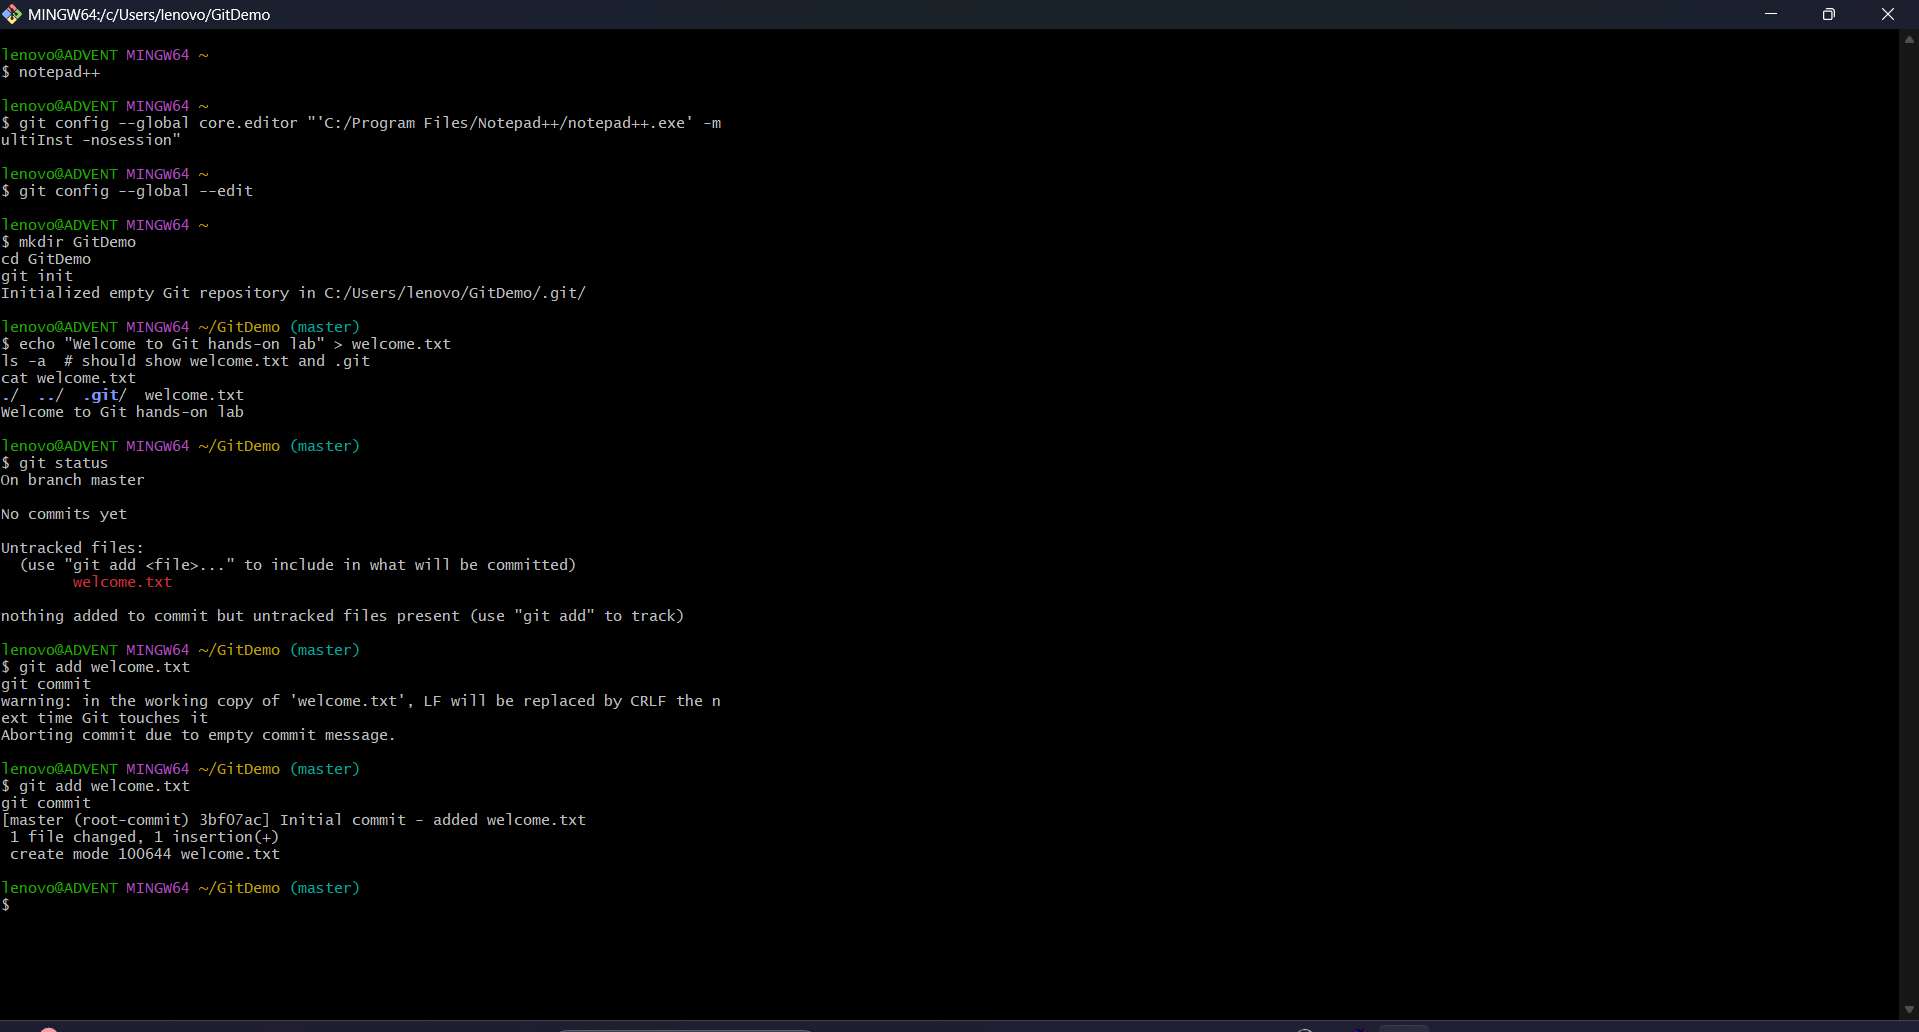 MINGW64:/c/Users/lenovo/GitDemo
lenovo@ADVENT MINGW64 ~
$ notepad++
lenovo@ADVENT MINGW64 ~
$ git config --global core.editor "'C:/Program Files/Notepad++/notepad++.exe' -m
ultiInst -nosession"
lenovo@ADVENT MINGW64 ~
$ git config --global --edit
lenovo@ADVENT MINGW64 ~
$ mkdir GitDemo
cd GitDemo
git init
Initialized empty Git repository in C:/Users/lenovo/GitDemo/.git/
lenovo@ADVENT MINGW64 ~/GitDemo (master)
$ echo "Welcome to Git hands-on lab" > welcome.txt
ls -a  # should show welcome.txt and .git
cat welcome.txt
./  ../  .git/  welcome.txt
Welcome to Git hands-on lab
lenovo@ADVENT MINGW64 ~/GitDemo (master)
$ git status
On branch master
No commits yet
Untracked files:
  (use "git add <file>..." to include in what will be committed)
        welcome.txt
nothing added to commit but untracked files present (use "git add" to track)
lenovo@ADVENT MINGW64 ~/GitDemo (master)
$ git add welcome.txt
git commit
warning: in the working copy of 'welcome.txt', LF will be replaced by CRLF the n
ext time Git touches it
Aborting commit due to empty commit message.
lenovo@ADVENT MINGW64 ~/GitDemo (master)
$ git add welcome.txt
git commit
[master (root-commit) 3bf07ac] Initial commit - added welcome.txt
 1 file changed, 1 insertion(+)
 create mode 100644 welcome.txt
lenovo@ADVENT MINGW64 ~/GitDemo (master)
$